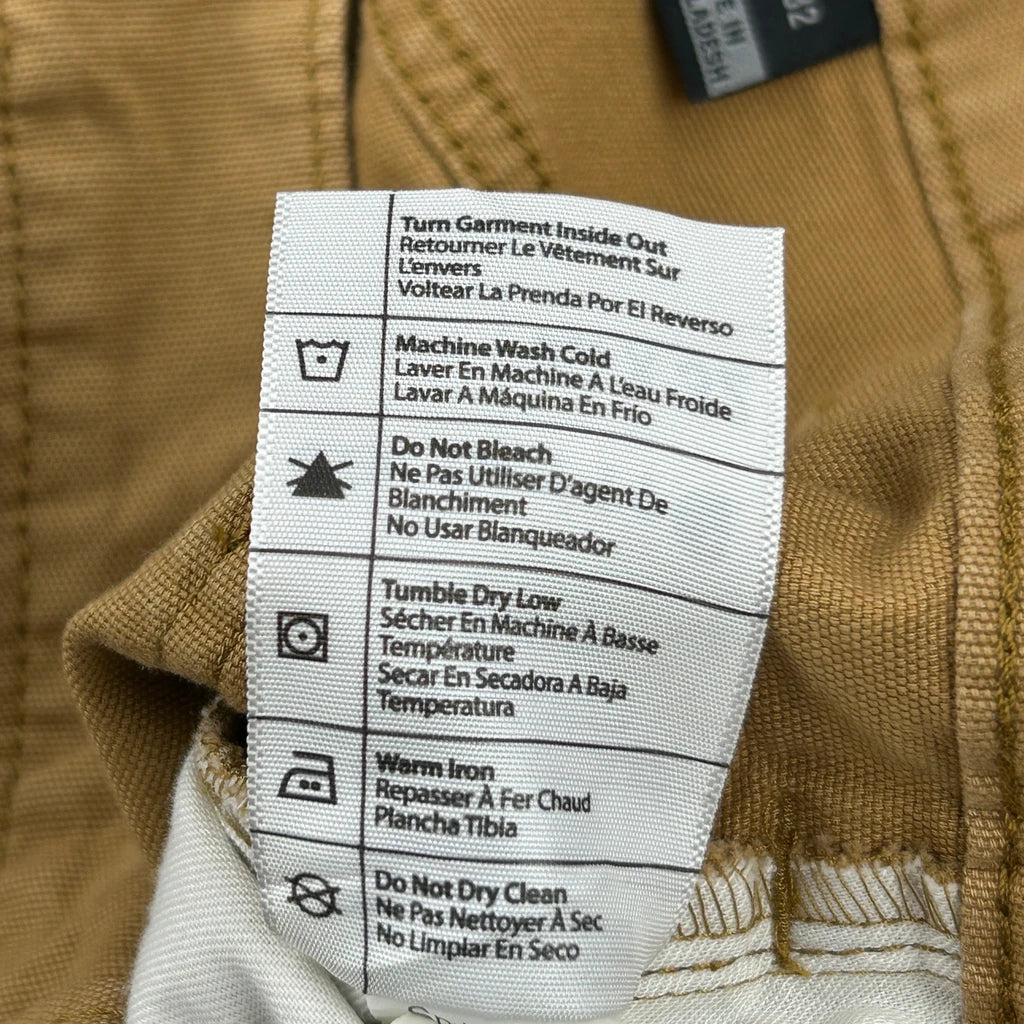 32
E IN
LADESH
Turn Garment Inside Out
Retourner Le Vêtement Sur
L'envers
Voltear La Prenda Por El Reverso
Machine Wash Cold
Laver En Machine A L'eau Froide
Lavar A Máquina En Frío
Do Not Bleach
Ne Pas Utiliser D'agent De
Blanchiment
No Usar Blanqueador
Tumble Dry Low
Sécher En Machine À Basse
Température
Secar En Secadora A Baja
Temperatura
Warm Iron
Repasser À Fer Chaud
Plancha Tibia
Do Not Dry Clean
Ne Pas Nettoyer À Sec
No Limpiar En Seco